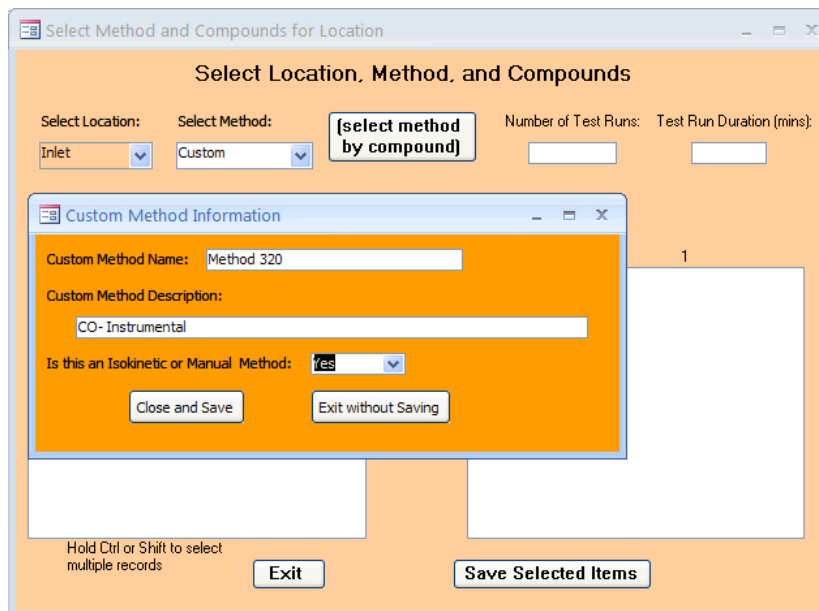 Select Method and Compounds for Location
Select Location, Method, and Compounds
Select Location:
Select Method:
(select method
by compound)
Number of Test Runs:
Test Run Duration (mins):
Inlet
Custom
Custom Method Information
Custom Method Name:
Method 320
1
Custom Method Description:
CO- Instrumental
Is this an Isokinetic or Manual Method:
Yes
Close and Save
Exit without Saving
Hold Ctrl or Shift to select
multiple records
Exit
Save Selected Items